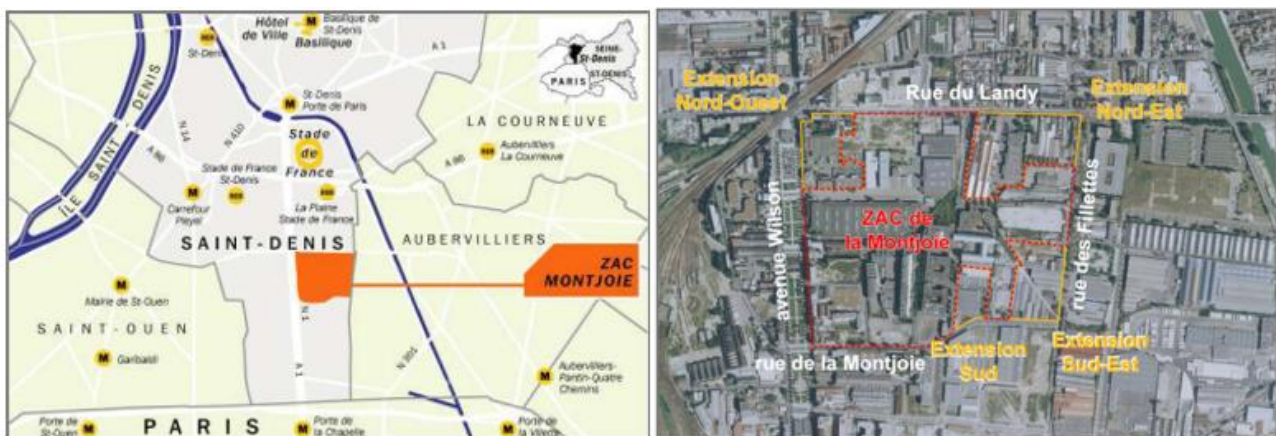 Hôtel
de Ville
Basilique de
St-Denis
Basilique
St-Denis
A 1
SEINE-
St-Denis
PARIS
ST-DENIS
ÎLE SAINT-DENIS
N 14
N 410
A 86
St-Denis
Porte de Paris
Stade
de
France
Stade de France
St-Denis
La Plaine
Stade de France
Carrefour
Pleyel
LA COURNEUVE
Aubervilliers
La Courneuve
A 86
SAINT-DENIS
AUBERVILLIERS
ZAC
MONTJOIE
Mairie de St-Ouen
SAINT-OUEN
Garibaldi
N 1
A 1
N 301
Aubervilliers-
Pantin-Quatre
Chemins
Porte de
St-Ouen
PARIS
Porte de
la Chapelle
Porte de
la Villette
M
M
M
M
M
M
M
M
M
RER
RER
RER
RER
Extension
Nord-Ouest
Rue du Landy
Extension
Nord-Est
avenue Wilson
ZAC de
la Montjoie
rue des Fillettes
rue de la Montjoie
Extension
Sud
Extension
Sud-Est